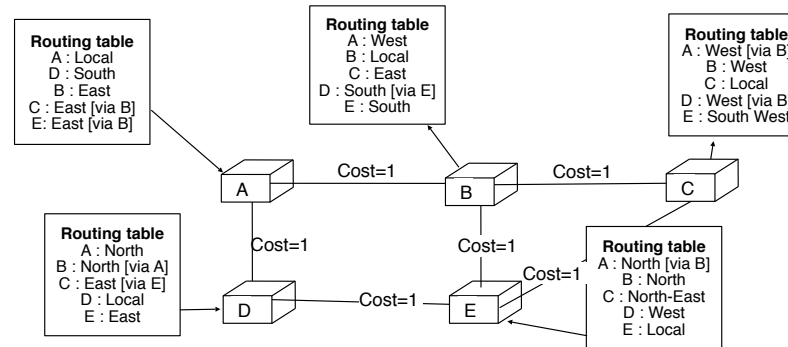 Routing table
A : Local
D : South
B : East
C : East [via B]
E: East [via B]
Routing table
A : West
B : Local
C : East
D : South [via E]
E : South
Routing table
A : West [via B]
B : West
C : Local
D : West [via B]
E : South West
Cost=1
Cost=1
A
B
C
Cost=1
Cost=1
Routing table
A : North
B : North [via A]
C : East [via E]
D : Local
E : East
Cost=1
Cost=1
D
E
Routing table
A : North [via B]
B : North
C : North-East
D : West
E : Local